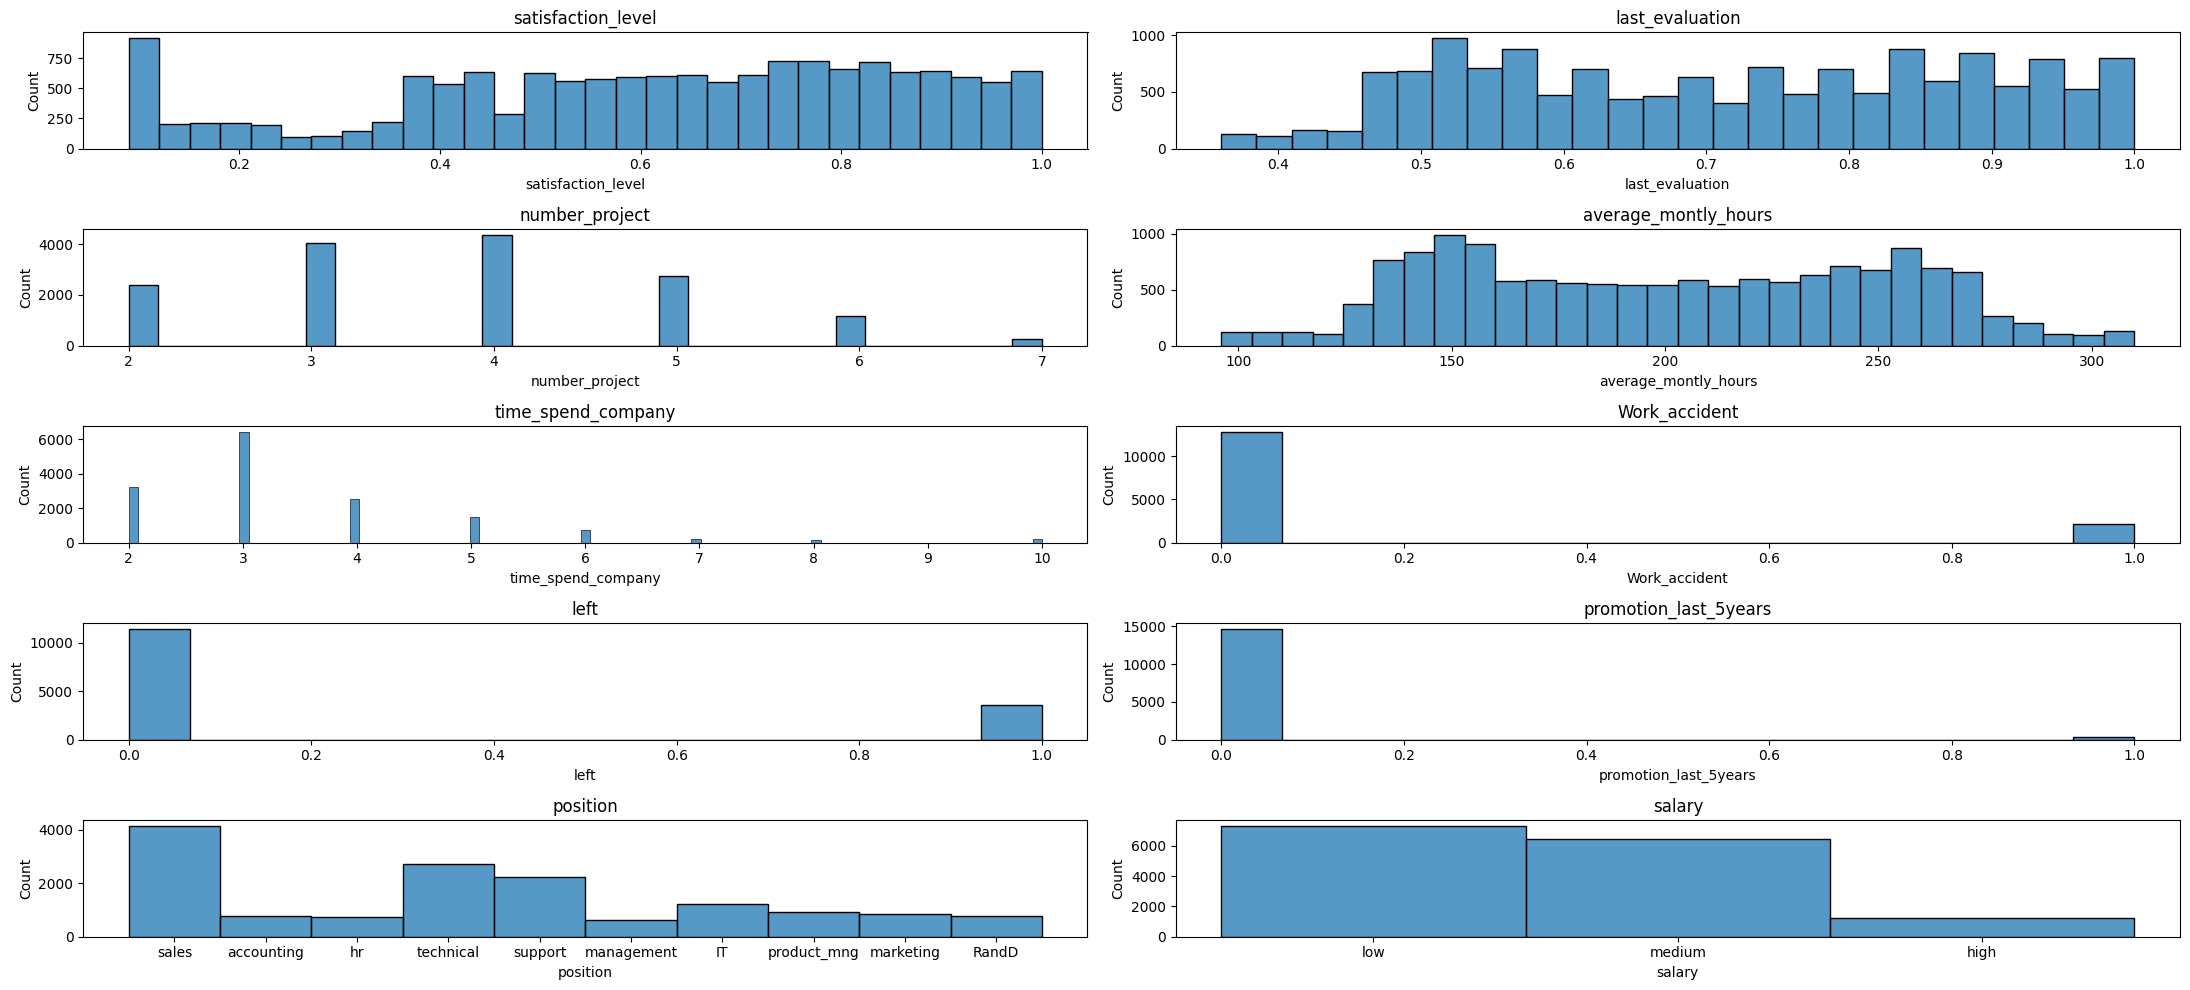 satisfaction_level
Count
750
500
250
0
0.2 0.4 0.6 0.8 1.0
satisfaction_level
last_evaluation
Count
1000
500
0
0.4 0.5 0.6 0.7 0.8 0.9 1.0
last_evaluation
number_project
Count
4000
2000
0
2 3 4 5 6 7
number_project
average_montly_hours
Count
1000
500
0
100 150 200 250 300
average_montly_hours
time_spend_company
Count
6000
4000
2000
0
2 3 4 5 6 7 8 9 10
time_spend_company
Work_accident
Count
10000
5000
0
0.0 0.2 0.4 0.6 0.8 1.0
Work_accident
left
Count
10000
5000
0
0.0 0.2 0.4 0.6 0.8 1.0
left
promotion_last_5years
Count
15000
10000
5000
0
0.0 0.2 0.4 0.6 0.8 1.0
promotion_last_5years
position
Count
4000
2000
0
sales accounting hr technical support management IT product_mng marketing RandD
position
salary
Count
6000
4000
2000
0
low medium high
salary